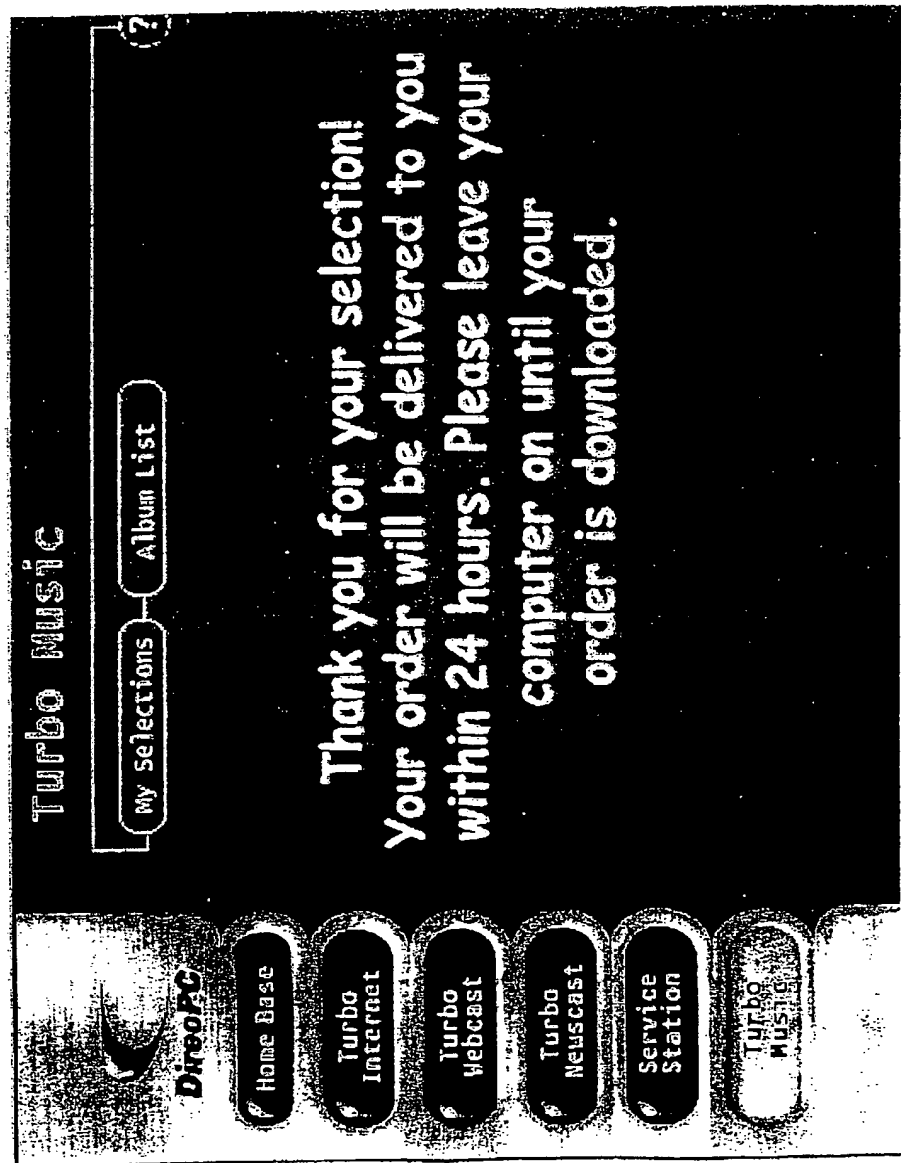 Turbo Music
My Selections
Album List
?
DirecPC
Home Base
Turbo
Internet
Turbo
Webcast
Turbo
Newscast
Service
Station
Turbo
Music
Thank you for your selection!
Your order will be delivered to you
within 24 hours. Please leave your
computer on until your
order is downloaded.